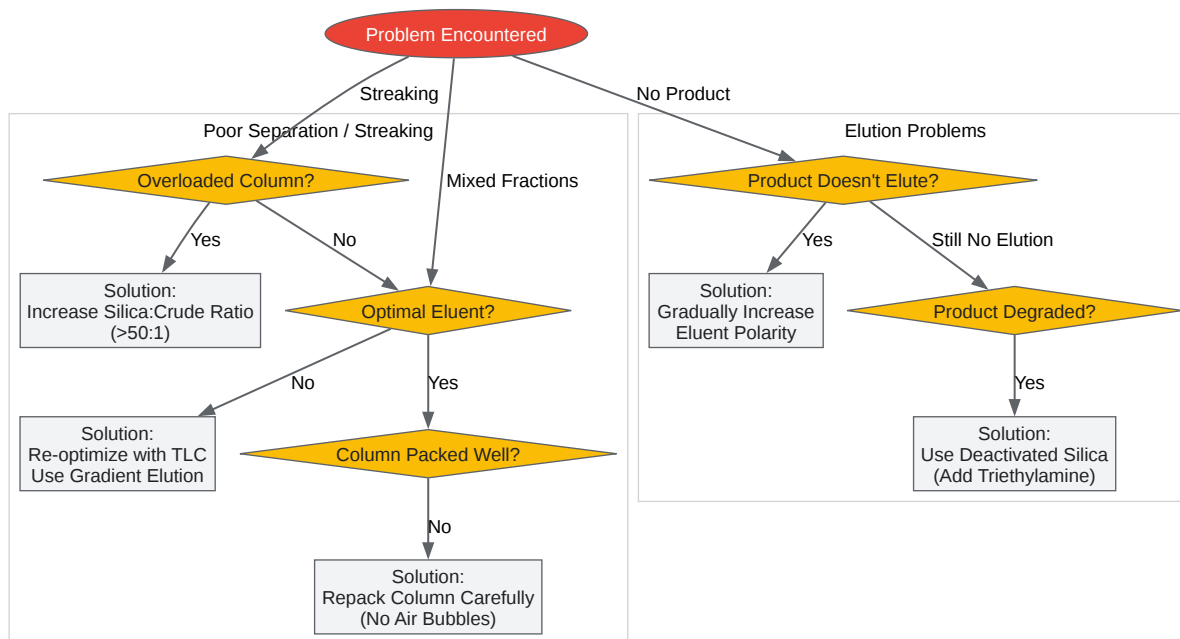 Problem Encountered
Streaking
No Product
Poor Separation / Streaking
Elution Problems
Overloaded Column?
Mixed Fractions
Product Doesn't Elute?
Yes
No
Yes
Still No Elution
Solution:
Increase Silica:Crude Ratio
(>50:1)
Optimal Eluent?
Solution:
Gradually Increase
Eluent Polarity
Product Degraded?
No
Yes
Yes
Solution:
Re-optimize with TLC
Use Gradient Elution
Column Packed Well?
Solution:
Use Deactivated Silica
(Add Triethylamine)
No
Solution:
Repack Column Carefully
(No Air Bubbles)